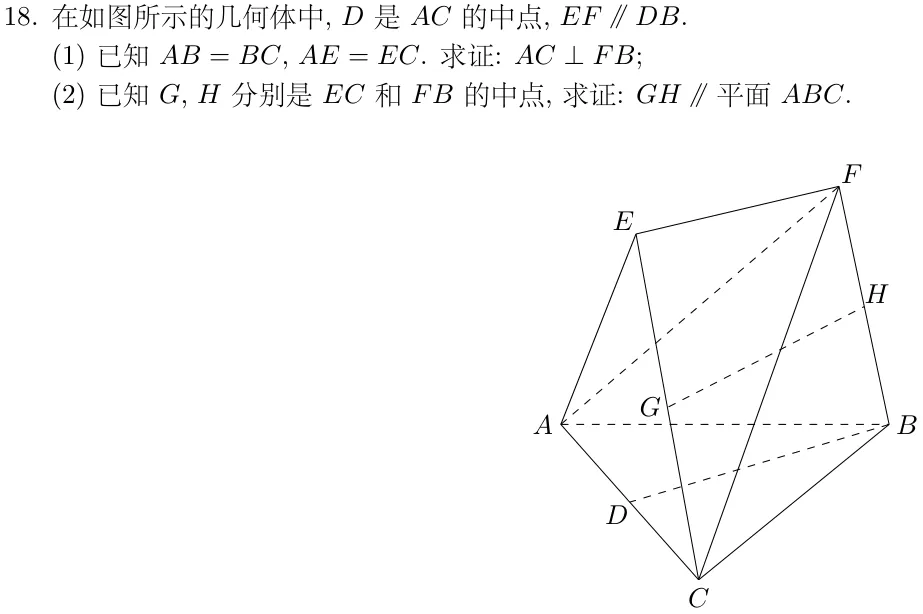 18. 在如图所示的几何体中, D 是 AC 的中点, EF ∥ DB.
(1) 已知 AB = BC, AE = EC. 求证: AC ⊥ FB;
(2) 已知 G, H 分别是 EC 和 FB 的中点, 求证: GH ∥ 平面 ABC.
F
E
H
G
A
B
D
C